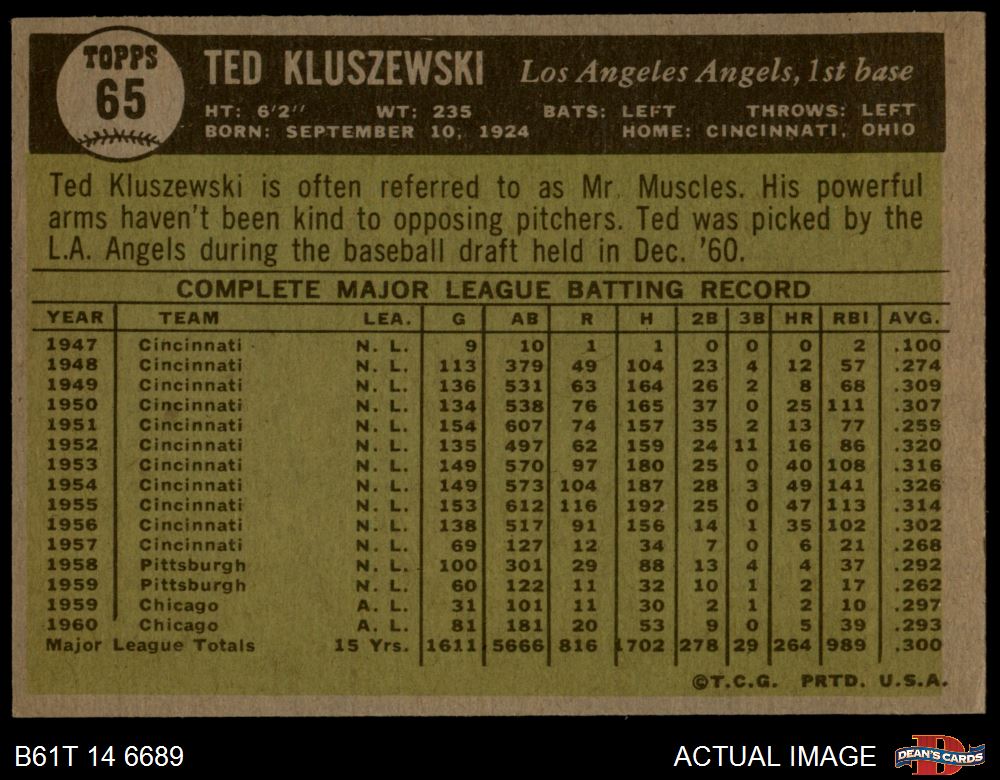 TOPPS
65
TED KLUSZEWSKI Los Angeles Angels, 1st base
HT: 6'2" WT: 235 BATS: LEFT THROWS: LEFT
BORN: SEPTEMBER 10, 1924 HOME: CINCINNATI, OHIO
Ted Kluszewski is often referred to as Mr. Muscles. His powerful
arms haven't been kind to opposing pitchers. Ted was picked by the
L.A. Angels during the baseball draft held in Dec. '60.
COMPLETE MAJOR LEAGUE BATTING RECORD
YEAR TEAM LEA. G AB R H 2B 3B HR RBI AVG.
1947 Cincinnati N. L. 9 10 1 1 0 0 0 2 .100
1948 Cincinnati N. L. 113 379 49 104 23 4 12 57 .274
1949 Cincinnati N. L. 136 531 63 164 26 2 8 68 .309
1950 Cincinnati N. L. 134 538 76 165 37 0 25 111 .307
1951 Cincinnati N. L. 154 607 74 157 35 2 13 77 .259
1952 Cincinnati N. L. 135 497 62 159 24 11 16 86 .320
1953 Cincinnati N. L. 149 570 97 180 25 0 40 108 .316
1954 Cincinnati N. L. 149 573 104 187 28 3 49 141 .326
1955 Cincinnati N. L. 153 612 116 192 25 0 47 113 .314
1956 Cincinnati N. L. 138 517 91 156 14 1 35 102 .302
1957 Cincinnati N. L. 69 127 12 34 7 0 6 21 .268
1958 Pittsburgh N. L. 100 301 29 88 13 4 4 37 .292
1959 Pittsburgh N. L. 60 122 11 32 10 1 2 17 .262
1959 Chicago A. L. 31 101 11 30 2 1 2 10 .297
1960 Chicago A. L. 81 181 20 53 9 0 5 39 .293
Major League Totals 15 Yrs. 1611 5666 816 1702 278 29 264 989 .300
©T.C.G. PRTD. U.S.A.
B61T 14 6689 ACTUAL IMAGE D DEAN'S CARDS